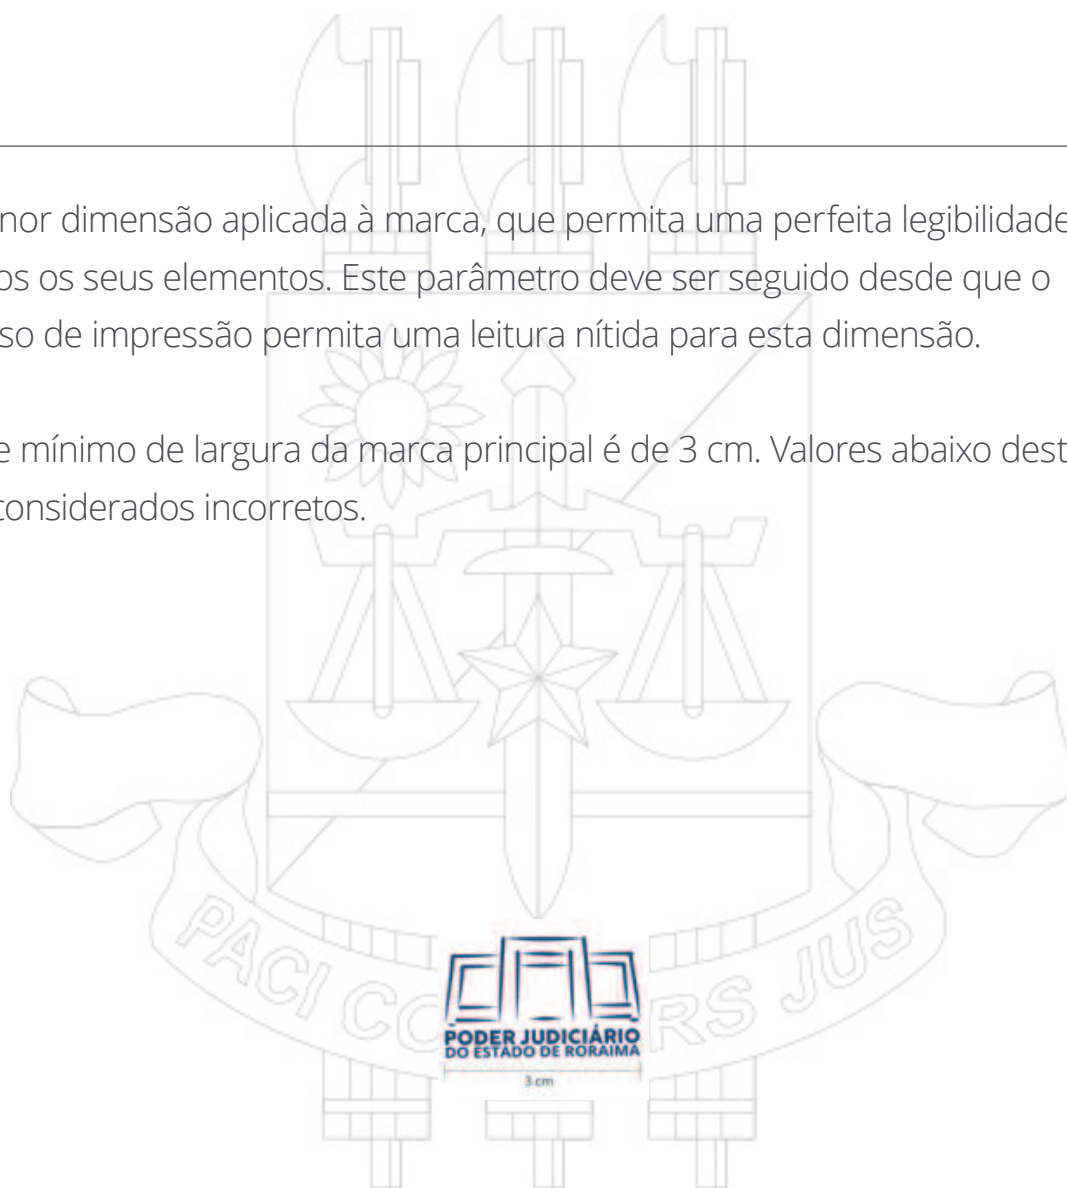 nor dimensão aplicada à marca, que permita uma perfeita legibilidade
os os seus elementos. Este parâmetro deve ser seguido desde que o
so de impressão permita uma leitura nítida para esta dimensão.
e mínimo de largura da marca principal é de 3 cm. Valores abaixo dest
considerados incorretos.
PACI CO RS JUS
PODER JUDICIÁRIO
DO ESTADO DE RORAIMA
3 cm